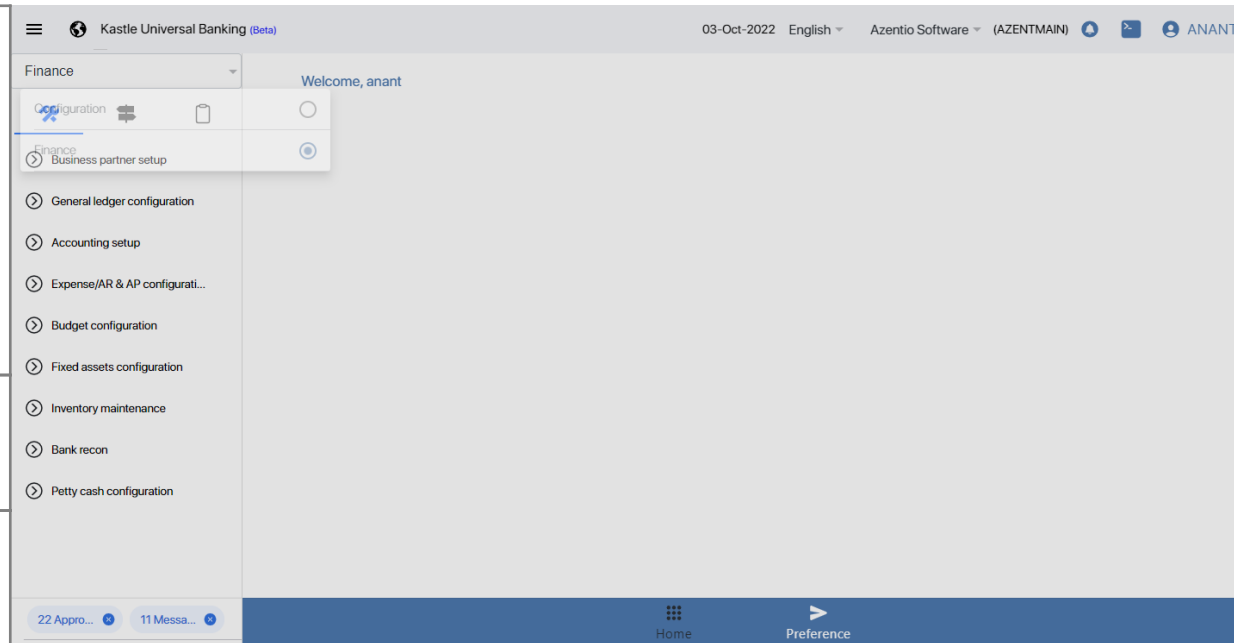 Kastle Universal Banking (Beta)
03-Oct-2022 English Azentio Software (AZENTMAIN) ANANT
Finance
Welcome, anant
Configuration
Finance
Business partner setup
General ledger configuration
Accounting setup
Expense/AR & AP configurati...
Budget configuration
Fixed assets configuration
Inventory maintenance
Bank recon
Petty cash configuration
22 Appro... 11 Messa...
Home Preference